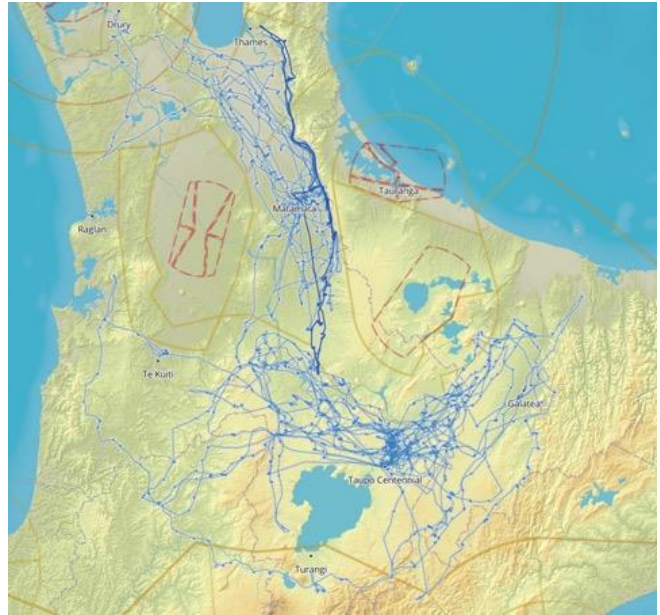 Drury
Thames
Tauranga
Matamata
Raglan
Te Kuiti
Galatea
Taupo Centennial
Turangi